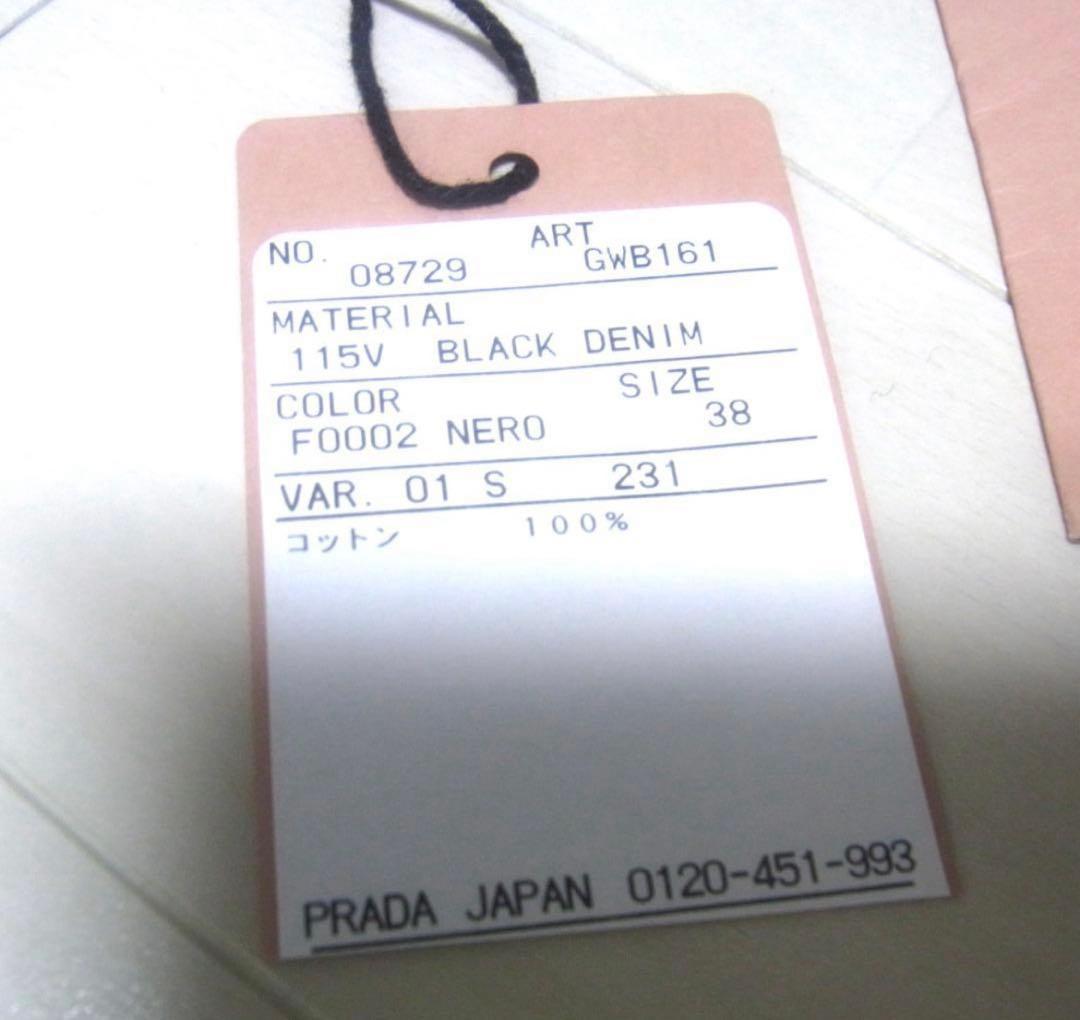 NO. ART
08729 GWB161
MATERIAL
115V BLACK DENIM
COLOR SIZE
F0002 NERO 38
VAR. 01 S 231
コットン 100%
PRADA JAPAN 0120-451-993